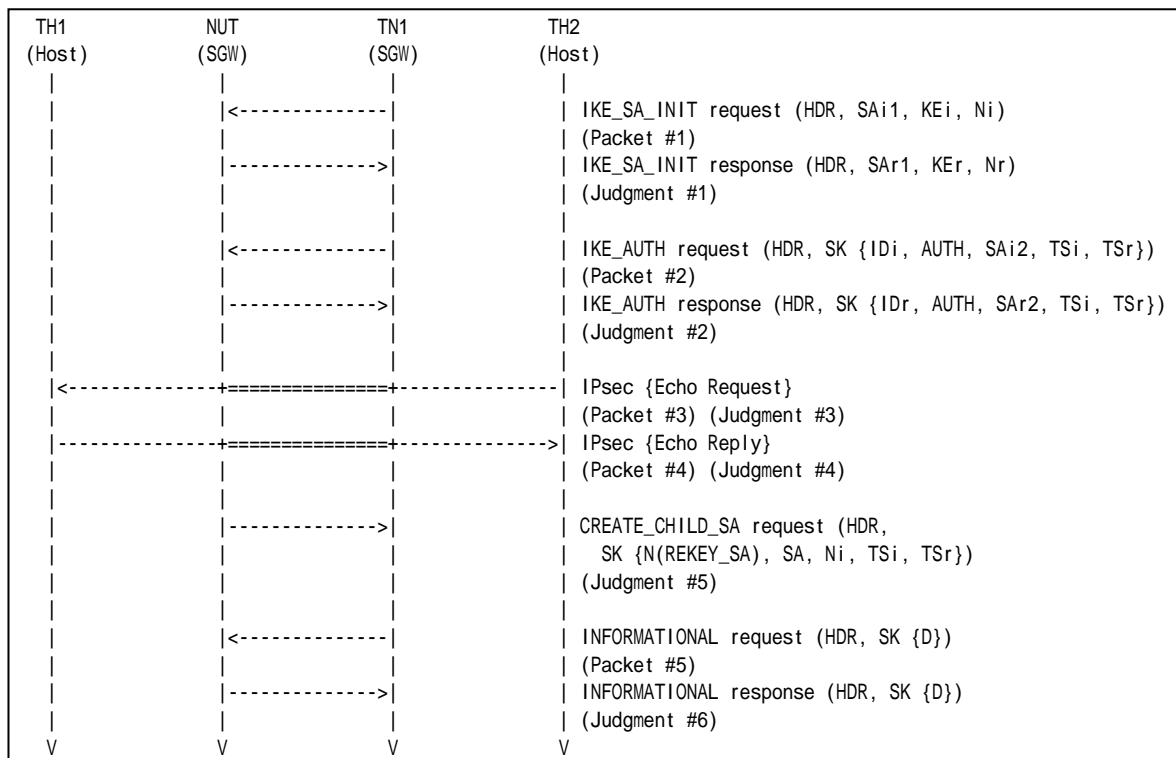 TH1 NUT TN1 TH2
(Host) (SGW) (SGW) (Host)
IKE_SA_INIT request (HDR, SAi1, KEi, Ni)
(Packet #1)
IKE_SA_INIT response (HDR, SAr1, KEr, Nr)
(Judgment #1)
IKE_AUTH request (HDR, SK {IDi, AUTH, SAi2, TSi, TSr})
(Packet #2)
IKE_AUTH response (HDR, SK {IDr, AUTH, SAr2, TSi, TSr})
(Judgment #2)
IPsec {Echo Request}
(Packet #3) (Judgment #3)
IPsec {Echo Reply}
(Packet #4) (Judgment #4)
CREATE_CHILD_SA request (HDR,
SK {N(REKEY_SA), SA, Ni, TSi, TSr})
(Judgment #5)
INFORMATIONAL request (HDR, SK {D})
(Packet #5)
INFORMATIONAL response (HDR, SK {D})
(Judgment #6)
V V V V